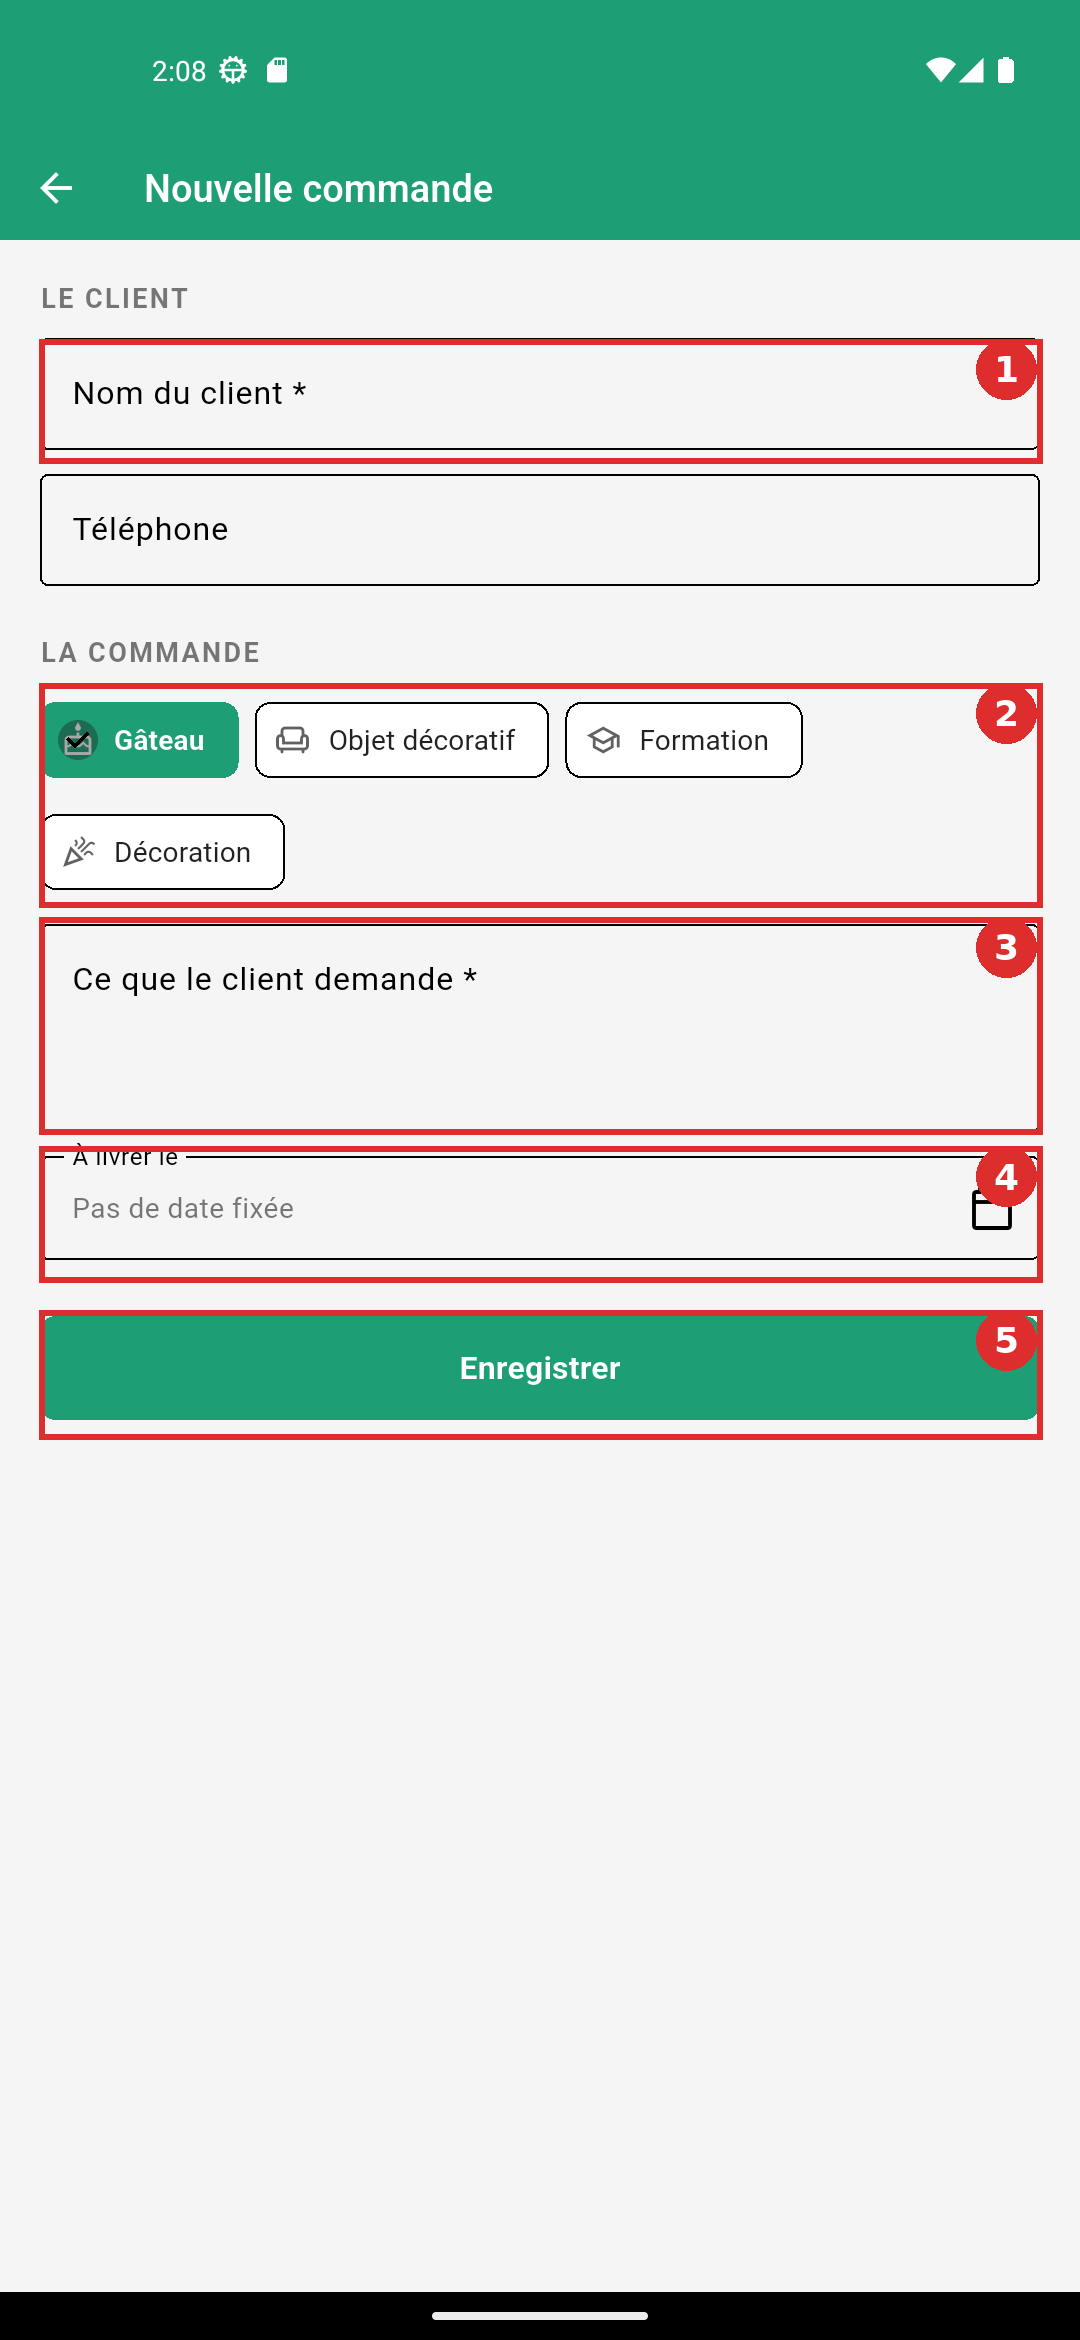 2:08
Nouvelle commande
LE CLIENT
1
Nom du client *
Téléphone
LA COMMANDE
2
Gâteau Objet décoratif Formation
Décoration
3
Ce que le client demande *
À livrer le
4
Pas de date fixée
5
Enregistrer